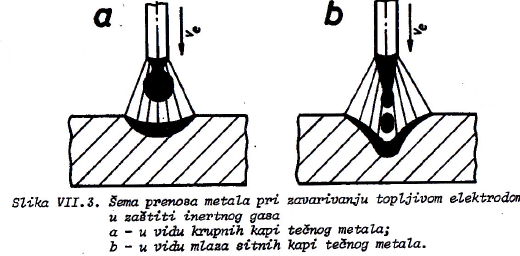 a
b
vₑ
vₑ
Slika VII.3. Šema prenosa metala pri zavarivanju topljivom elektrodom
u zaštiti inertnog gasa
a - u vidu krupnih kapi tečnog metala;
b - u vidu mlaza sitnih kapi tečnog metala.